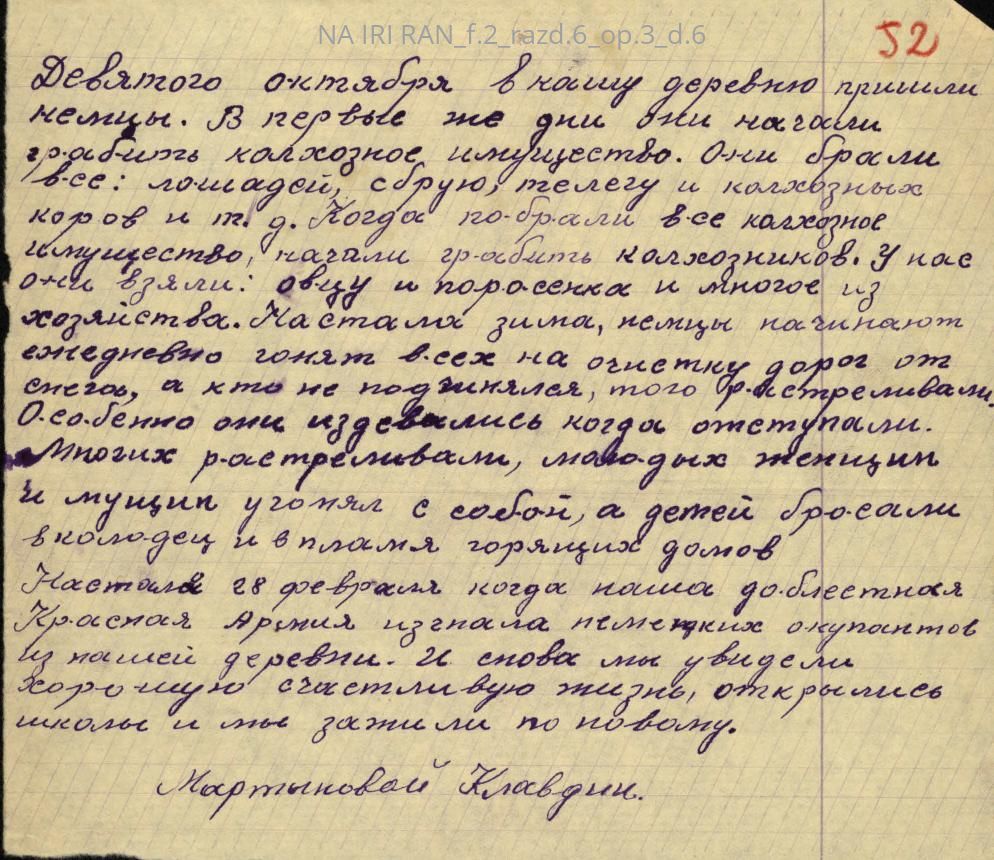 NA IRI RAN_f.2_razd.6_op.3_d.6
52
Девятого октября в нашу деревню пришли
немцы. В первые же дни они начали
грабить колхозное имущество. Они брали
все: лошадей, сбрую, телегу и колхозных
коров и т. д. Когда побрали все колхозное
имущество, начали грабить колхозников. У нас
они взяли: овцу и поросенка и многое из
хозяйства. Настала зима, немцы начинают
ежедневно гонят всех на очистку дорог от
снега, а кто не подчинялся, того растреливали.
Особенно они издевались когда отступали.
Многих растреливали, молодых женщин
и мущин угонял с собой, а детей бросали
в колодец и в пламя горящих домов
Настала 28 февраля когда наша доблестная
Красная Армия изгнала немецких окупантов
из нашей деревни. И снова мы увидели
хорошую счастливую жизнь, открылись
школы и мы зажили по новому.
Мартыновой Клавдии.